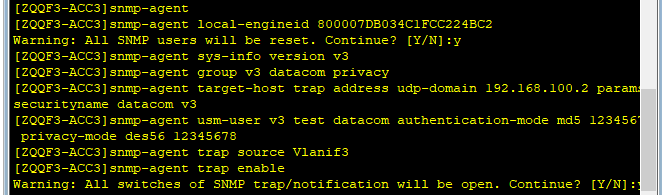 [ZQQF3-ACC3]snmp-agent
[ZQQF3-ACC3]snmp-agent local-engineid 800007DB034C1FCC224BC2
Warning: All SNMP users will be reset. Continue? [Y/N]:y
[ZQQF3-ACC3]snmp-agent sys-info version v3
[ZQQF3-ACC3]snmp-agent group v3 datacom privacy
[ZQQF3-ACC3]snmp-agent target-host trap address udp-domain 192.168.100.2 params
securityname datacom v3
[ZQQF3-ACC3]snmp-agent usm-user v3 test datacom authentication-mode md5 1234567
privacy-mode des56 12345678
[ZQQF3-ACC3]snmp-agent trap source Vlanif3
[ZQQF3-ACC3]snmp-agent trap enable
Warning: All switches of SNMP trap/notification will be open. Continue? [Y/N]:y